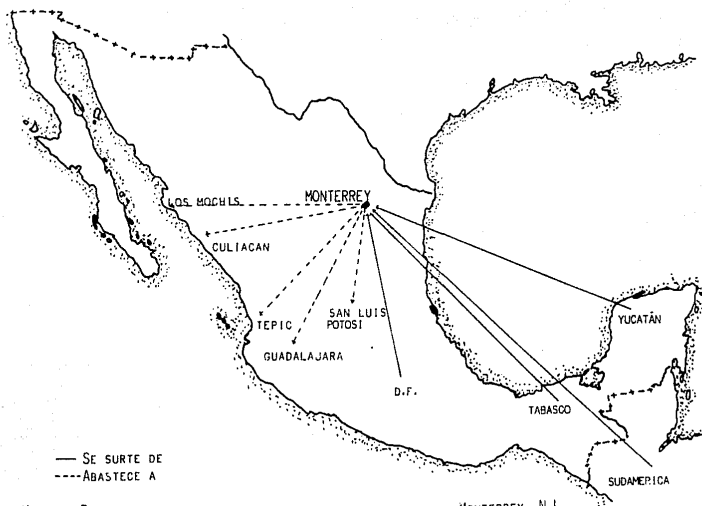 LOS MOCHIS
MONTERREY
CULIACAN
TEPIC
SAN LUIS
POTOSI
GUADALAJARA
YUCATÁN
D.F.
TABASCO
SUDAMERICA
SE SURTE DE
ABASTECE A
MONTERREY, N.L.